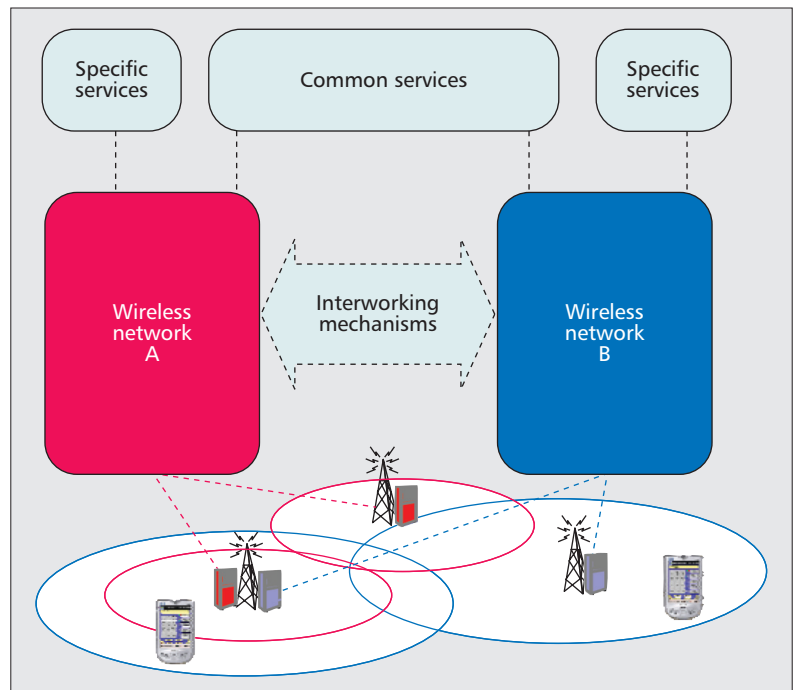 Specific
services
Common services
Specific
services
Wireless
network
A
Interworking
mechanisms
Wireless
network
B